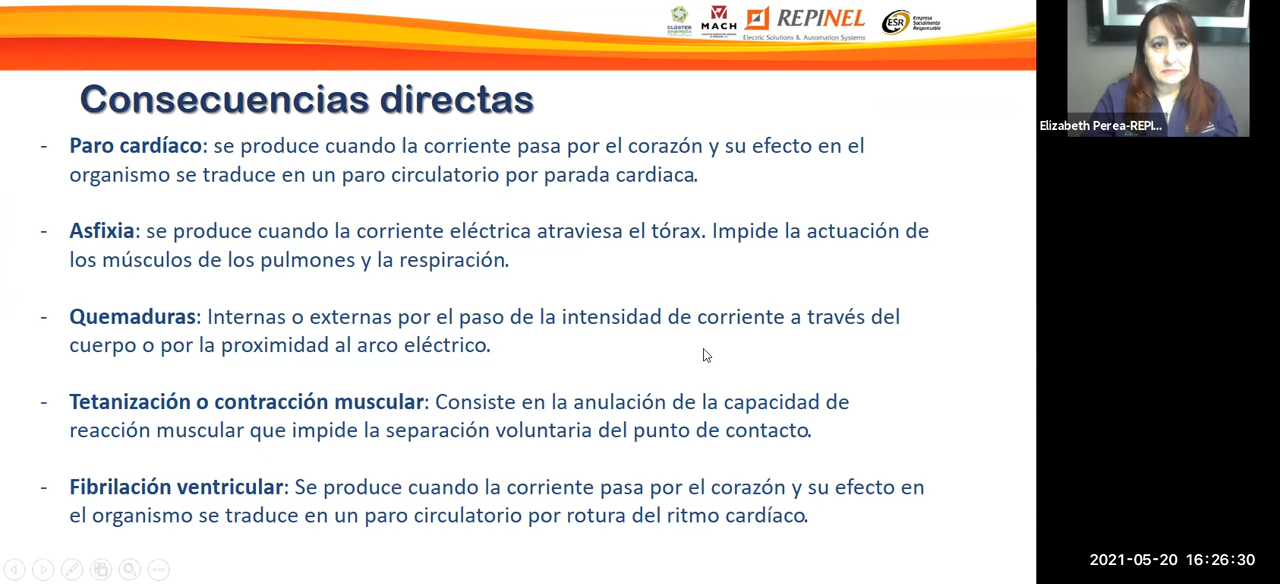 CLÚSTER
MACH
REPINEL
Electric Solutions & Automation Systems
ESR
Empresa
Socialmente
Responsable
Consecuencias directas
- Paro cardíaco: se produce cuando la corriente pasa por el corazón y su efecto en el
organismo se traduce en un paro circulatorio por parada cardiaca.
- Asfixia: se produce cuando la corriente eléctrica atraviesa el tórax. Impide la actuación de
los músculos de los pulmones y la respiración.
- Quemaduras: Internas o externas por el paso de la intensidad de corriente a través del
cuerpo o por la proximidad al arco eléctrico.
- Tetanización o contracción muscular: Consiste en la anulación de la capacidad de
reacción muscular que impide la separación voluntaria del punto de contacto.
- Fibrilación ventricular: Se produce cuando la corriente pasa por el corazón y su efecto en
el organismo se traduce en un paro circulatorio por rotura del ritmo cardíaco.
Elizabeth Perea-REPI...
2021-05-20 16:26:30